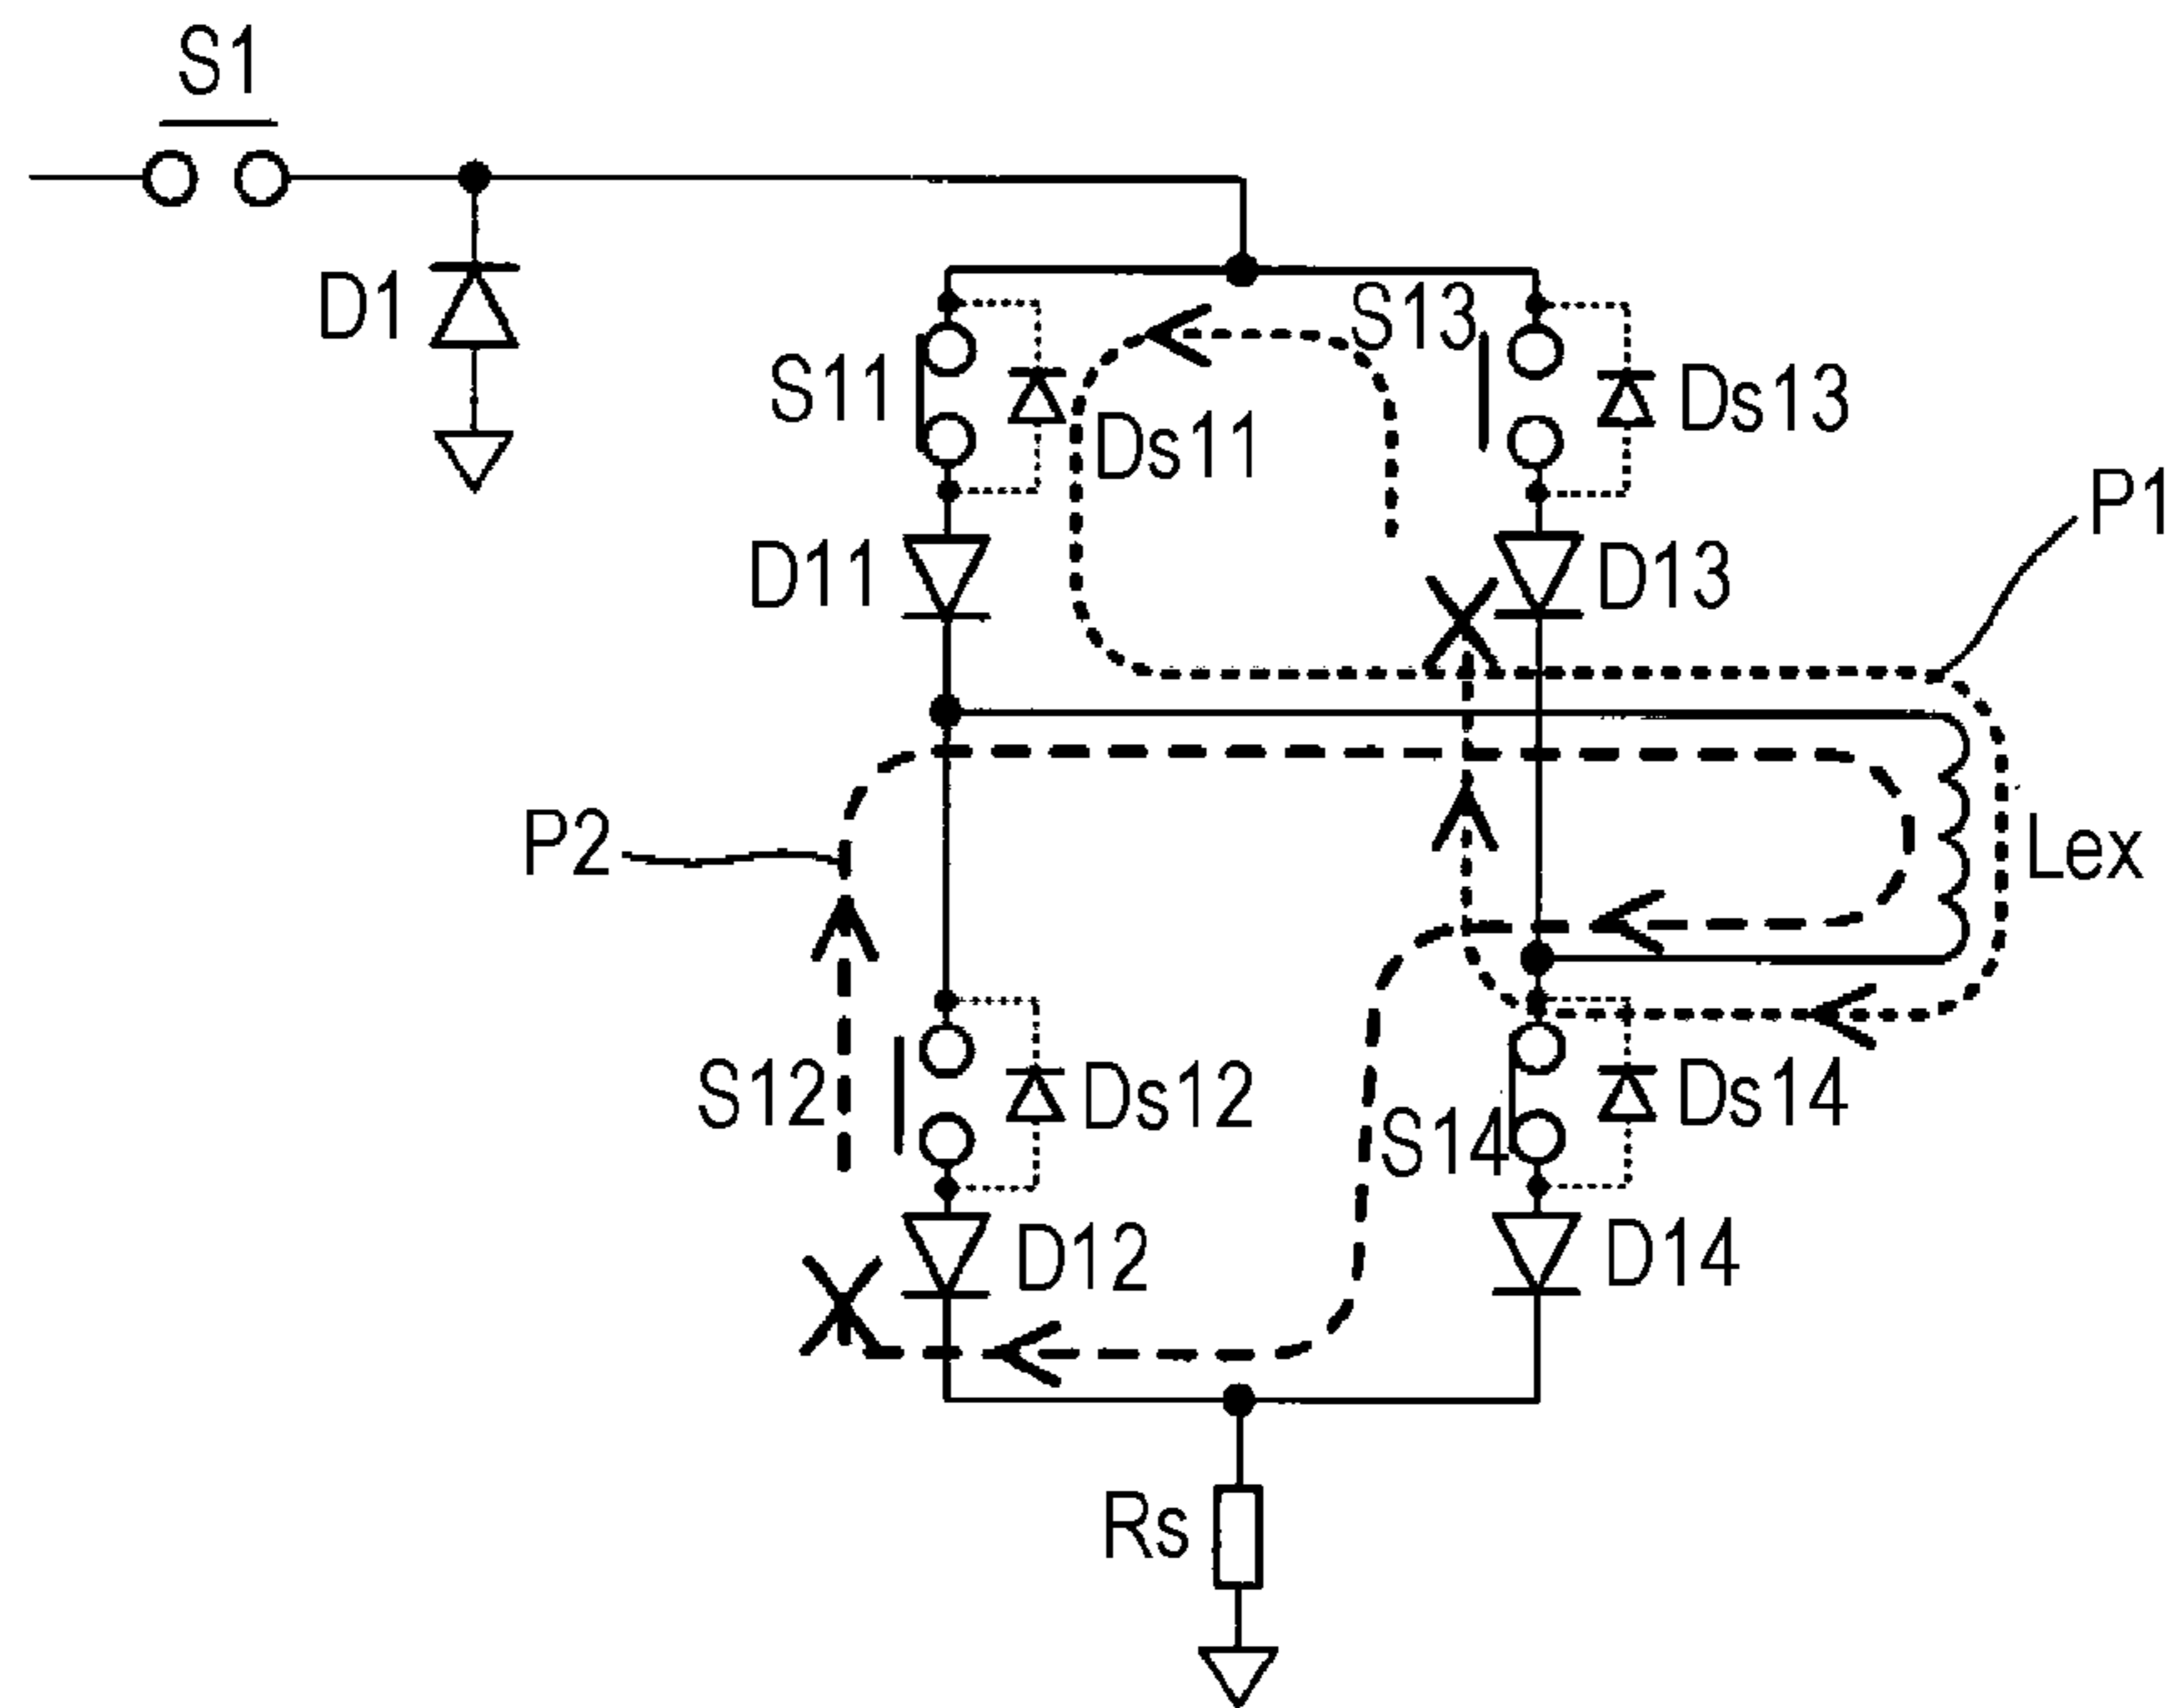 S1
D1
S11
Ds11
S13
Ds13
P1
D11
D13
P2
Lex
S12
Ds12
S14
Ds14
D12
D14
Rs